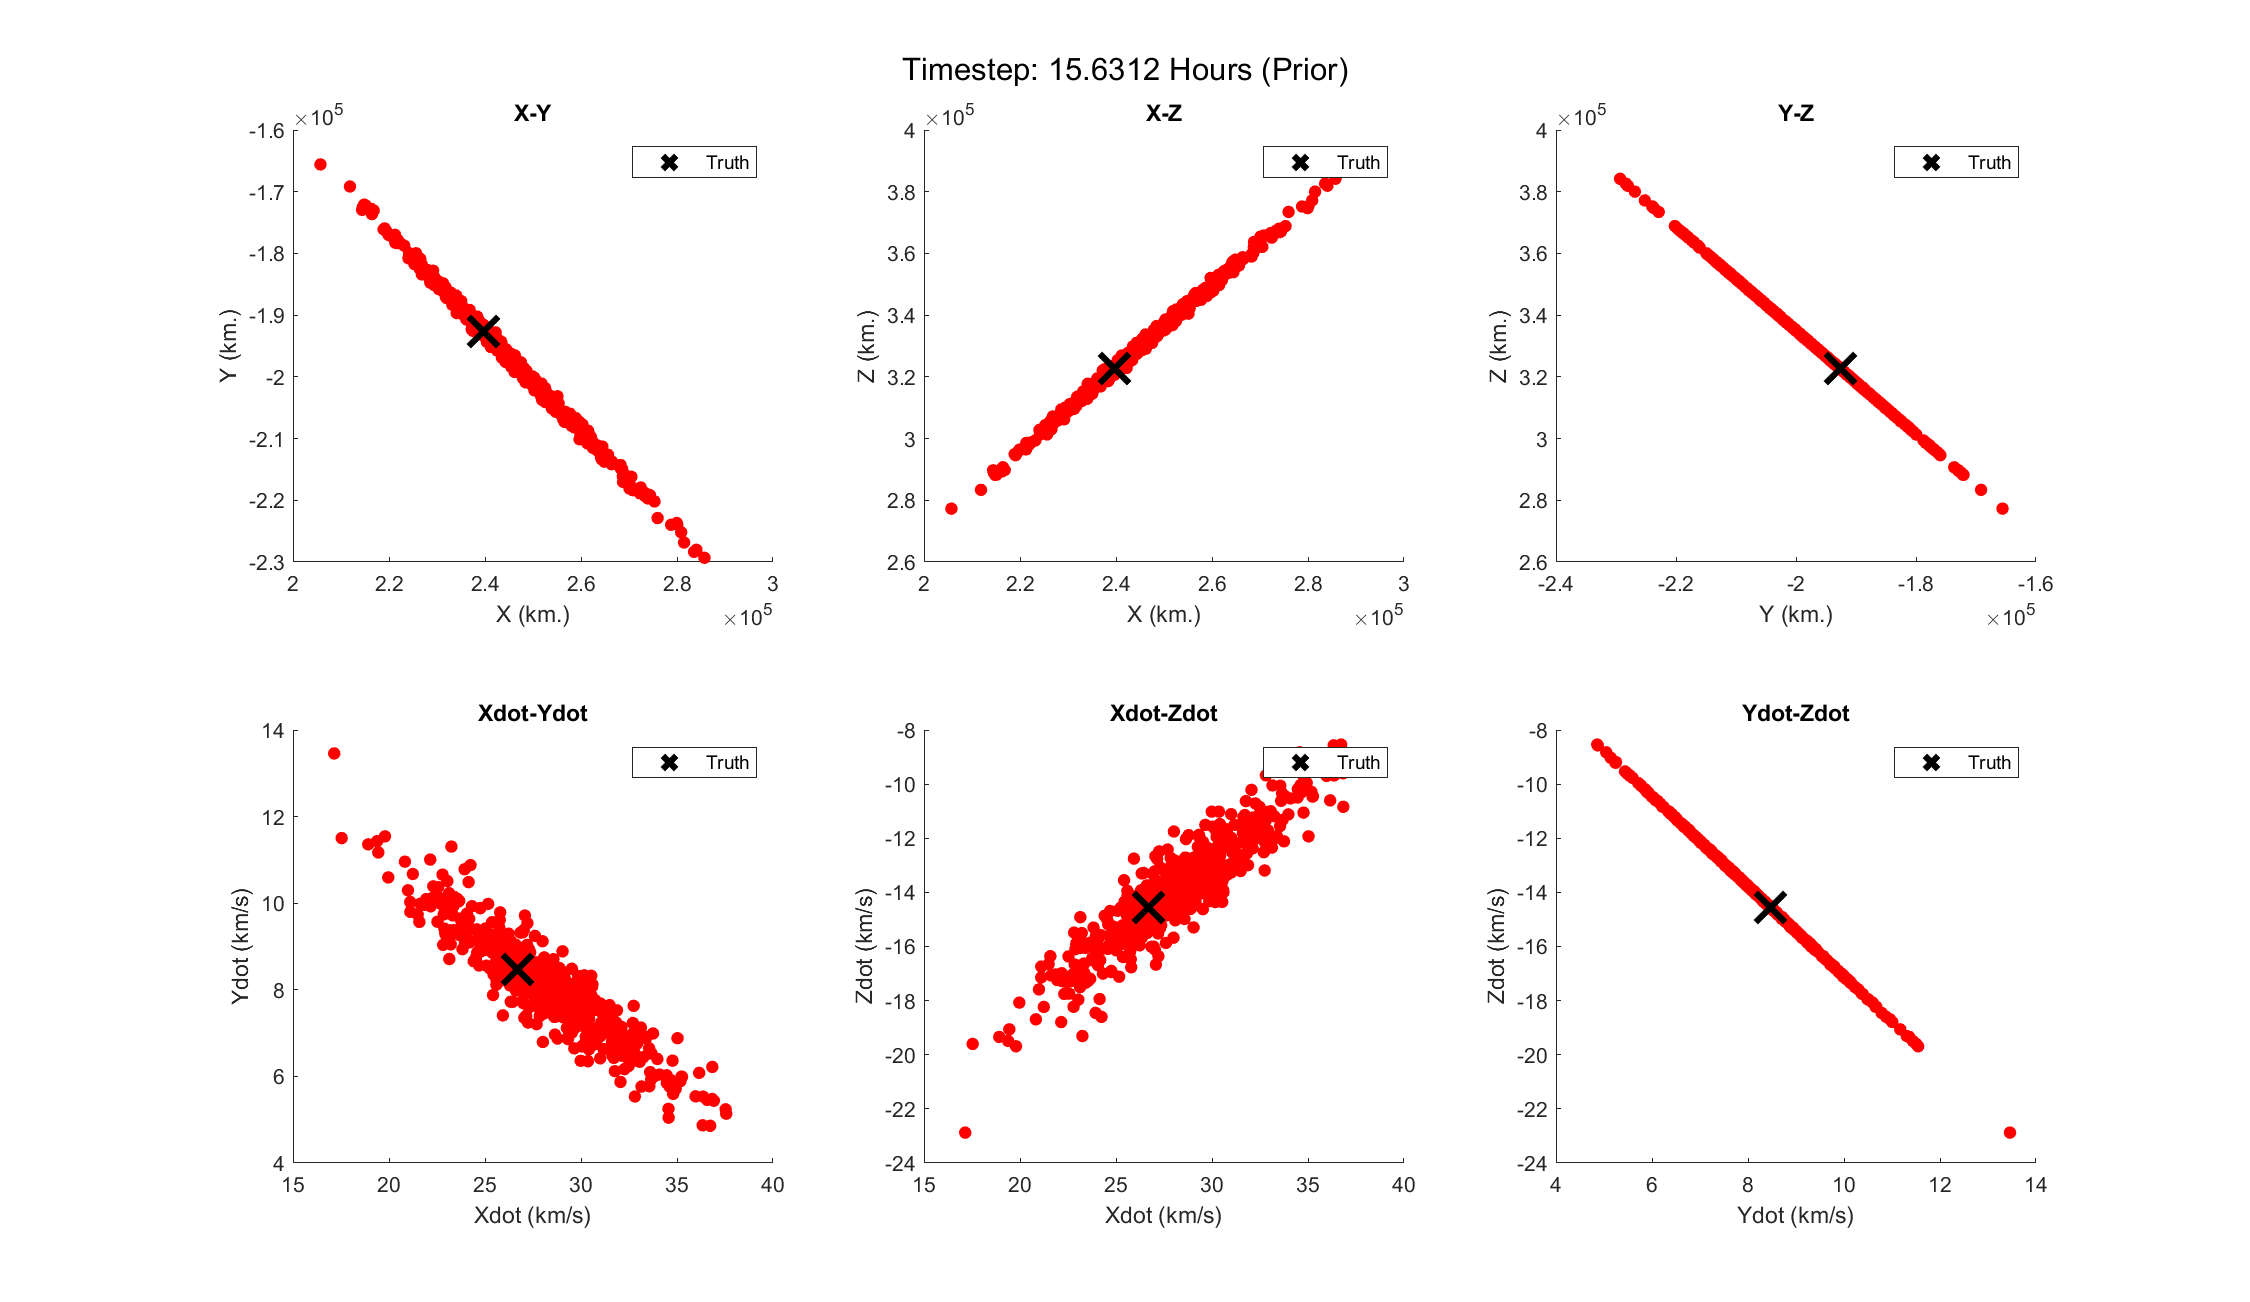 Timestep: 15.6312 Hours (Prior)
X-Y
×10^5
-1.6
-1.7
-1.8
-1.9
-2
-2.1
-2.2
-2.3
Y (km.)
2 2.2 2.4 2.6 2.8 3
X (km.)
×10^5
Truth
X-Z
×10^5
4
3.8
3.6
3.4
3.2
3
2.8
2.6
Z (km.)
2 2.2 2.4 2.6 2.8 3
X (km.)
×10^5
Truth
Y-Z
×10^5
4
3.8
3.6
3.4
3.2
3
2.8
2.6
Z (km.)
-2.4 -2.2 -2 -1.8 -1.6
Y (km.)
×10^5
Truth
Xdot-Ydot
14
12
10
8
6
4
Ydot (km/s)
15 20 25 30 35 40
Xdot (km/s)
Truth
Xdot-Zdot
-8
-10
-12
-14
-16
-18
-20
-22
-24
Zdot (km/s)
15 20 25 30 35 40
Xdot (km/s)
Truth
Ydot-Zdot
-8
-10
-12
-14
-16
-18
-20
-22
-24
Zdot (km/s)
4 6 8 10 12 14
Ydot (km/s)
Truth